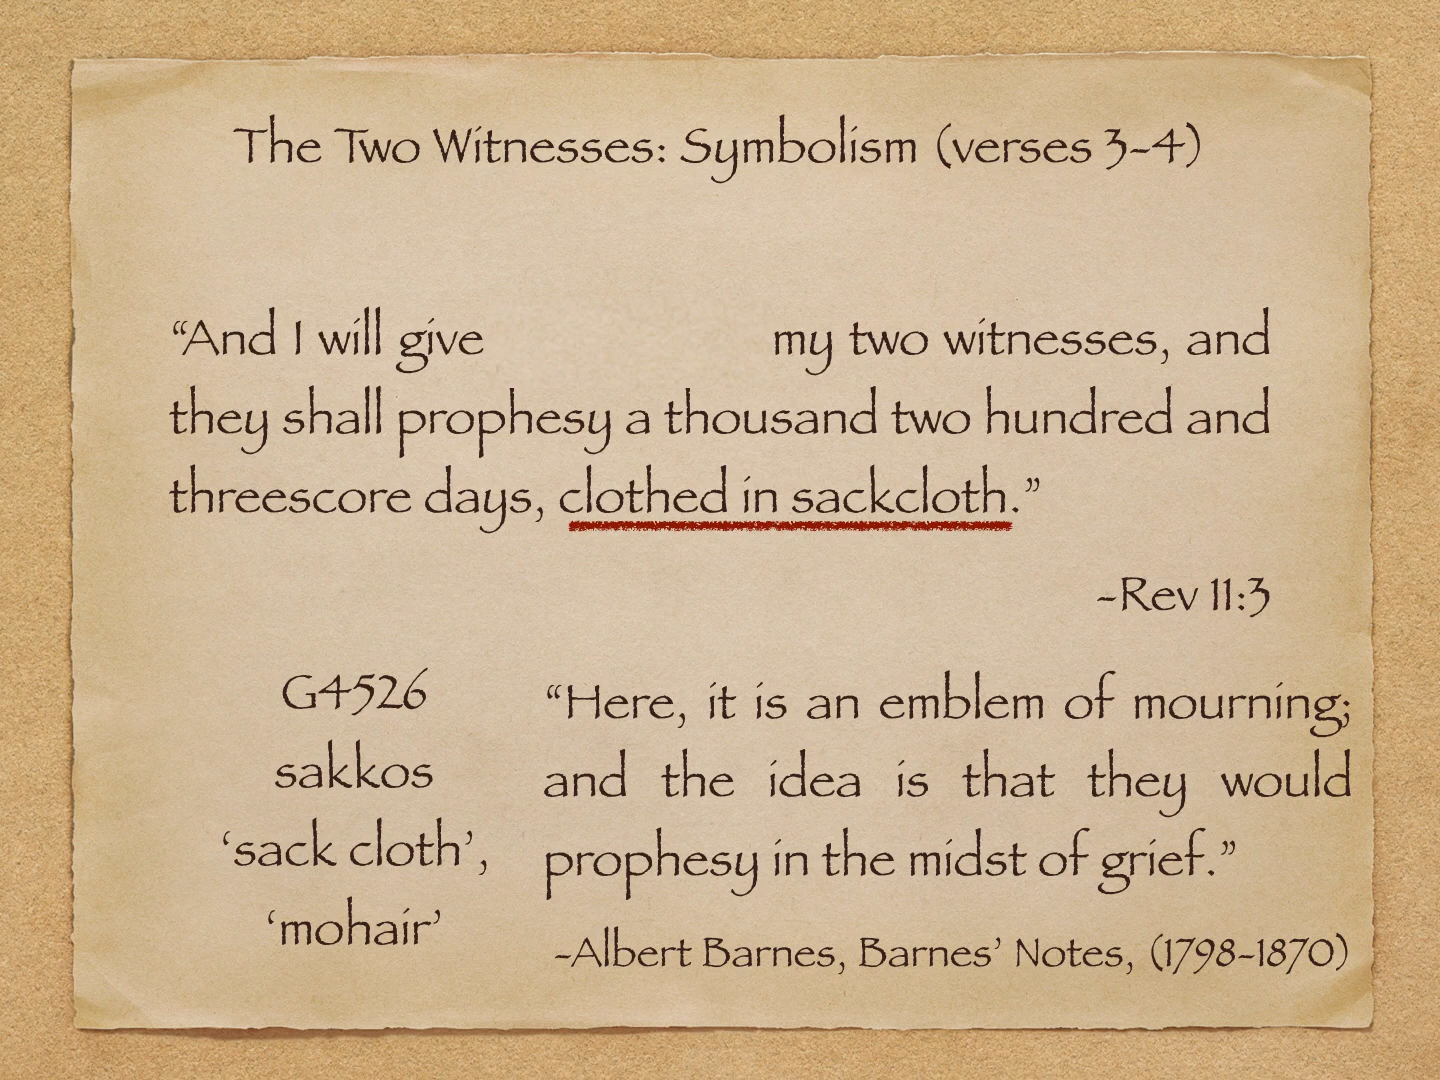 The Two Witnesses: Symbolism (verses 3-4)
“And I will give my two witnesses, and
they shall prophesy a thousand two hundred and
threescore days, clothed in sackcloth.”
-Rev 11:3
G4526
sakkos
‘sack cloth’,
‘mohair’
“Here, it is an emblem of mourning;
and the idea is that they would
prophesy in the midst of grief.”
-Albert Barnes, Barnes’ Notes, (1798-1870)